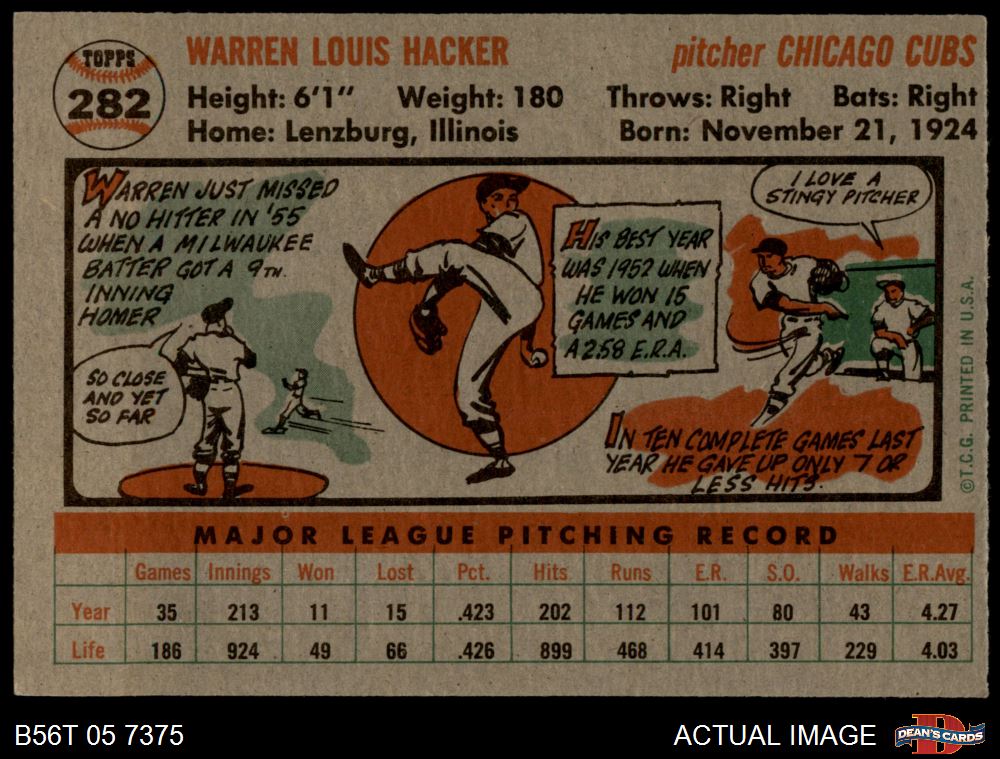 TOPPS
282
WARREN LOUIS HACKER
pitcher CHICAGO CUBS
Height: 6'1" Weight: 180 Throws: Right Bats: Right
Home: Lenzburg, Illinois Born: November 21, 1924
WARREN JUST MISSED
A NO HITTER IN '55
WHEN A MILWAUKEE
BATTER GOT A 9TH.
INNING
HOMER
SO CLOSE
AND YET
SO FAR
HIS BEST YEAR
WAS 1952 WHEN
HE WON 15
GAMES AND
A 2.58 E.R.A.
I LOVE A
STINGY PITCHER
IN TEN COMPLETE GAMES LAST
YEAR HE GAVE UP ONLY 7 OR
LESS HITS.
©T.C.G. PRINTED IN U.S.A.
MAJOR LEAGUE PITCHING RECORD
Games Innings Won Lost Pct. Hits Runs E.R. S.O. Walks E.R.Avg.
Year 35 213 11 15 .423 202 112 101 80 43 4.27
Life 186 924 49 66 .426 899 468 414 397 229 4.03
B56T 05 7375
ACTUAL IMAGE
DEAN'S CARDS